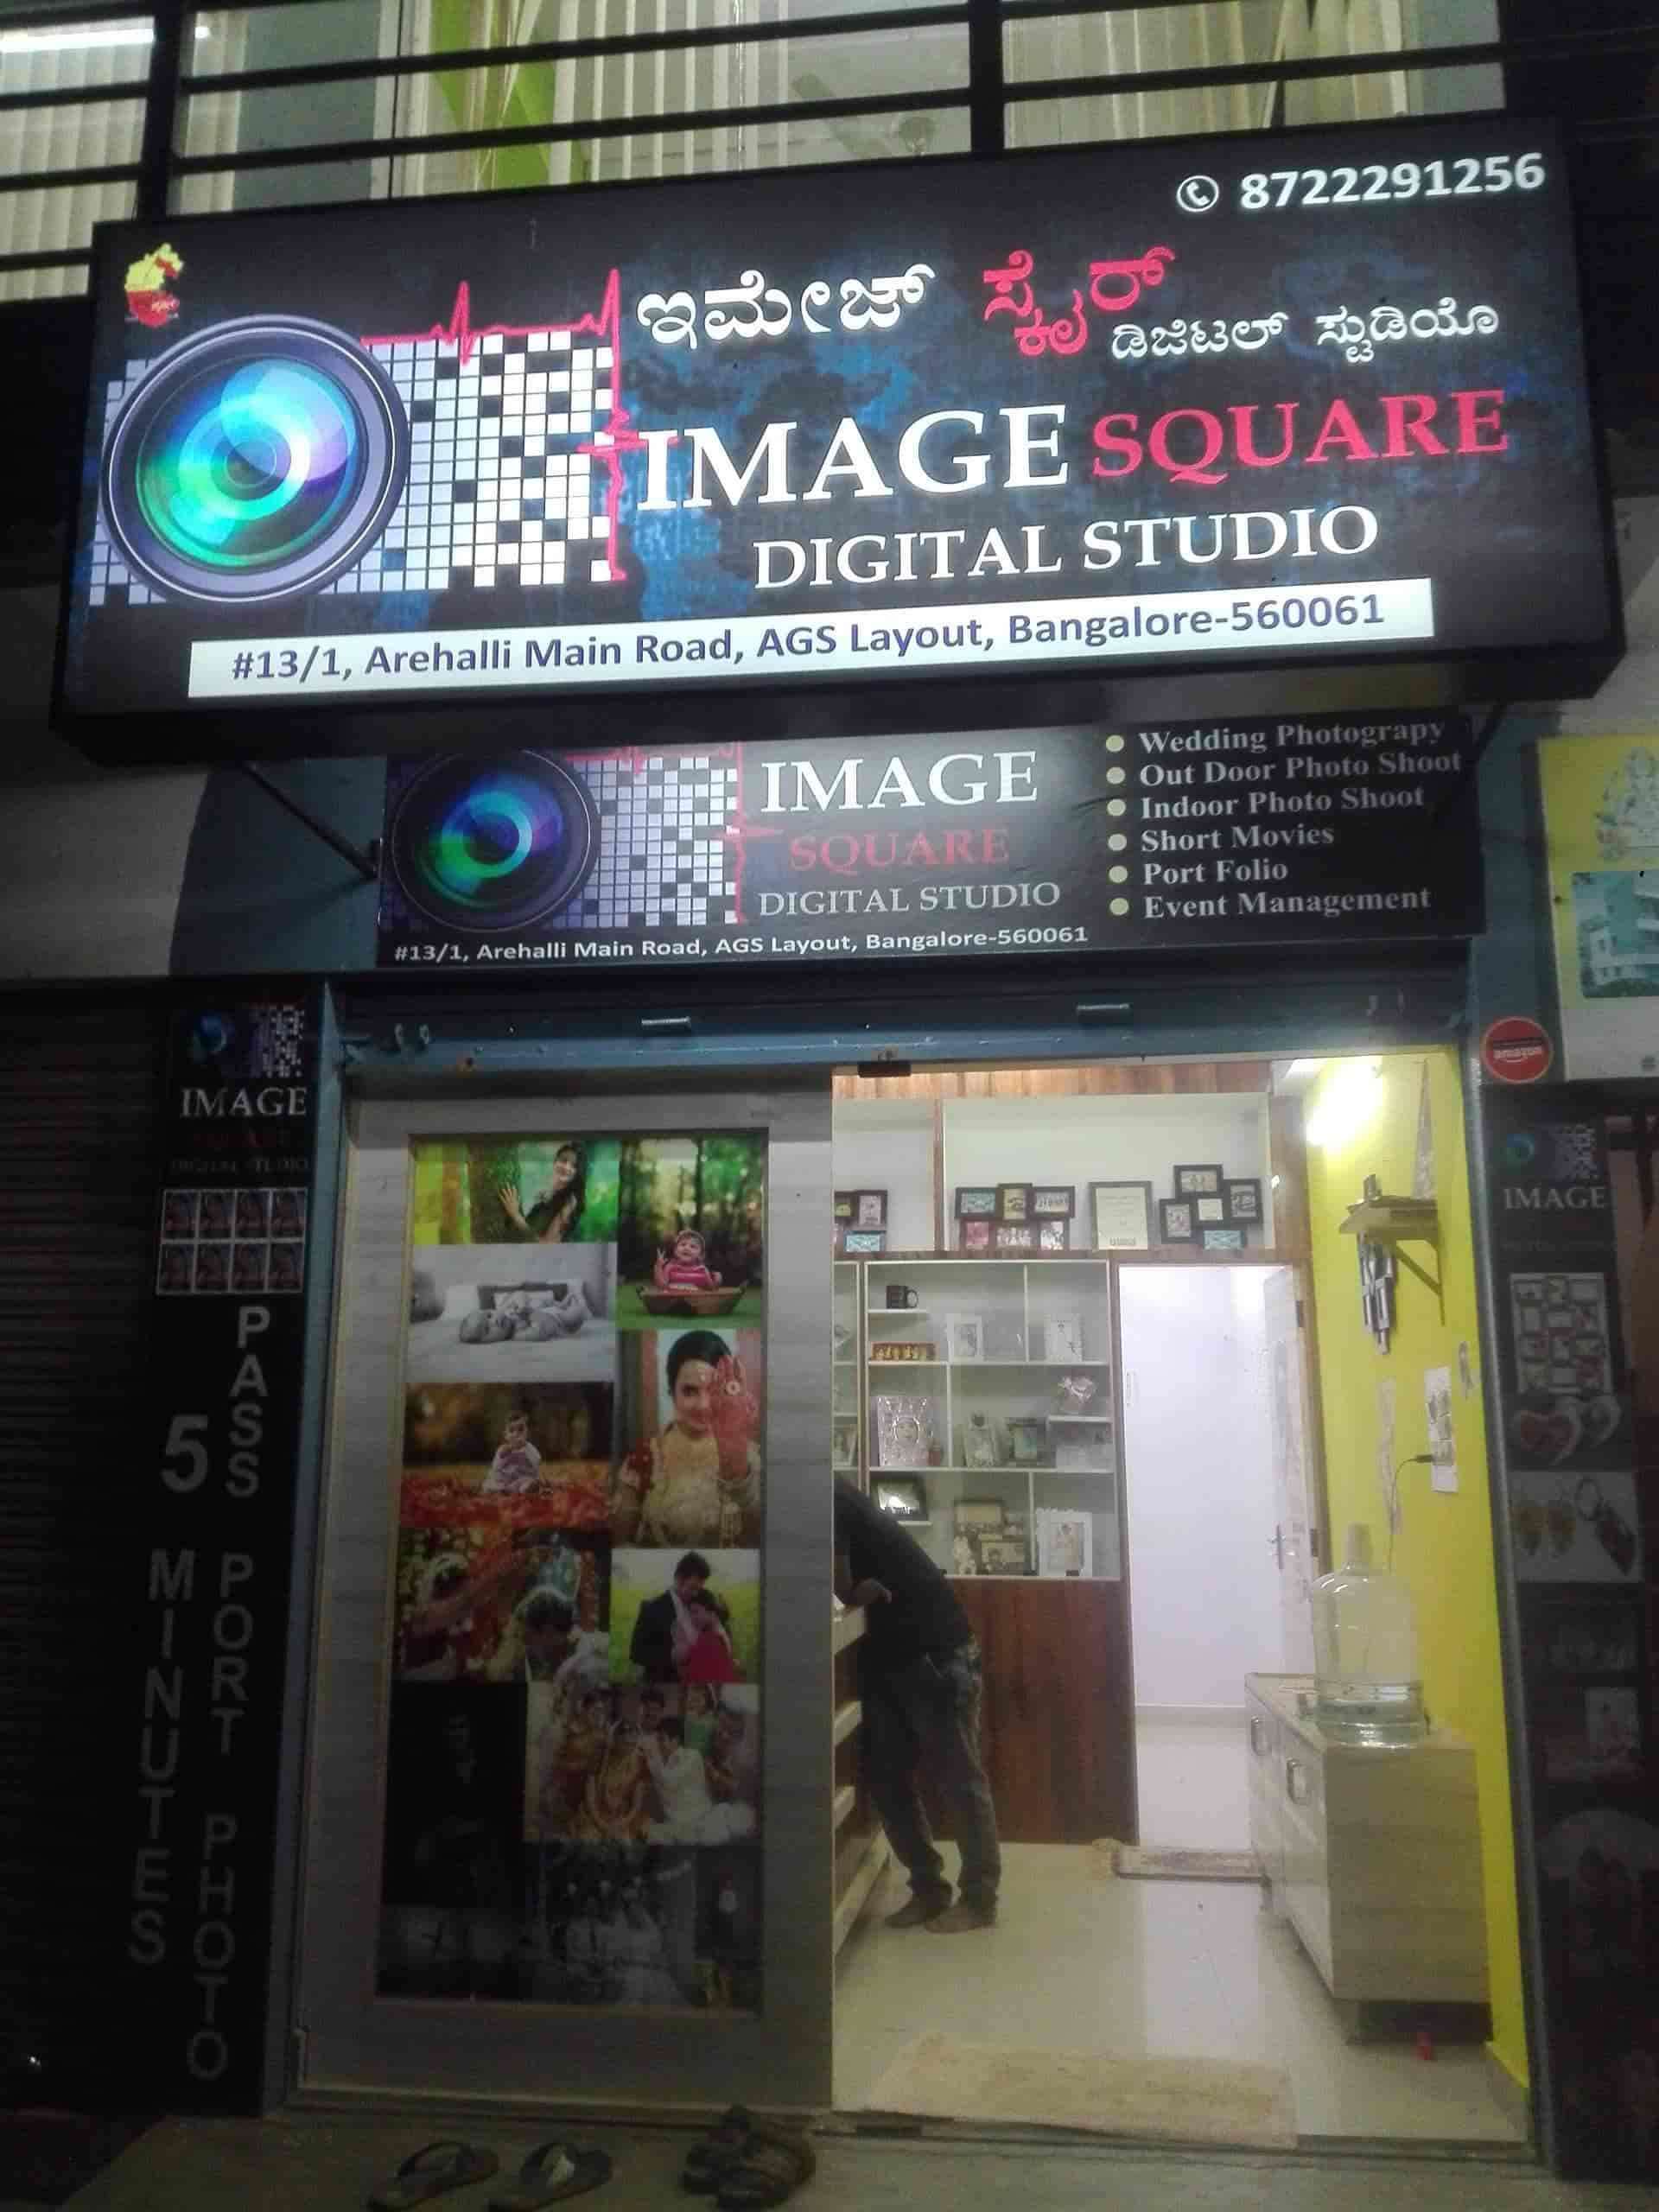 8722291256
ಇಮೇಜ್ ಸ್ಕೈರ್
ಡಿಜಿಟಲ್ ಸ್ಟುಡಿಯೊ
IMAGE SQUARE
DIGITAL STUDIO
#13/1, Arehalli Main Road, AGS Layout, Bangalore-560061
IMAGE
SQUARE
DIGITAL STUDIO
#13/1, Arehalli Main Road, AGS Layout, Bangalore-560061
Wedding Photograpy
Out Door Photo Shoot
Indoor Photo Shoot
Short Movies
Port Folio
Event Management
amazon
IMAGE
DIGITAL STUDIO
5 MINUTES
PASS PORT PHOTO
IMAGE